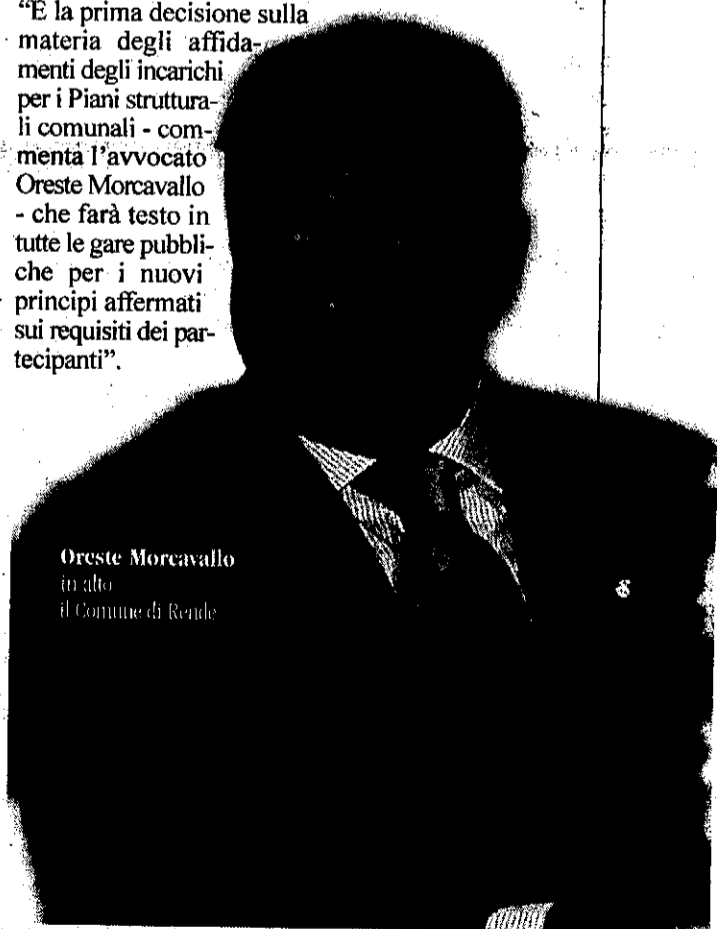 “È la prima decisione sulla
materia degli affida-
menti degli incarichi
per i Piani struttura-
li comunali - com-
menta l’avvocato
Oreste Morcavallo
- che farà testo in
tutte le gare pubbli-
che per i nuovi
principi affermati
sui requisiti dei par-
tecipanti”.
Oreste Morcavallo
in alto
il Comune di Rende